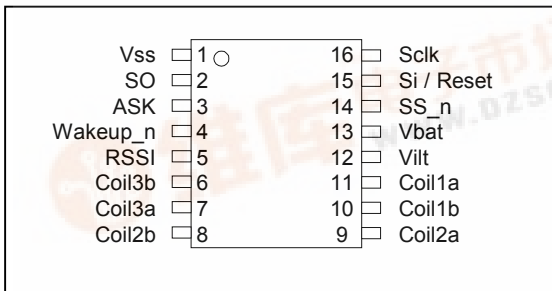 Vss 1 16 Sclk
SO 2 15 Si / Reset
ASK 3 14 SS_n
Wakeup_n 4 13 Vbat
RSSI 5 12 Vilt
Coil3b 6 11 Coil1a
Coil3a 7 10 Coil1b
Coil2b 8 9 Coil2a